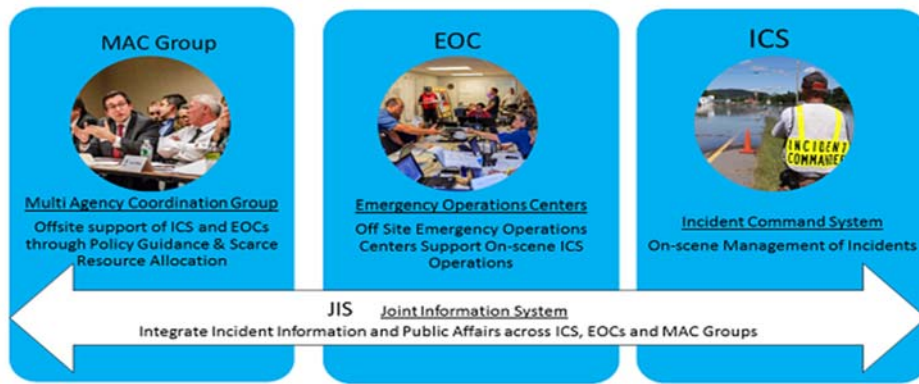 MAC Group
Multi Agency Coordination Group
Offsite support of ICS and EOCs
through Policy Guidance & Scarce
Resource Allocation
EOC
Emergency Operations Centers
Off Site Emergency Operations
Centers Support On-scene ICS
Operations
ICS
INCIDENT
COMMANDER
Incident Command System
On-scene Management of Incidents
JIS Joint Information System
Integrate Incident Information and Public Affairs across ICS, EOCs and MAC Groups